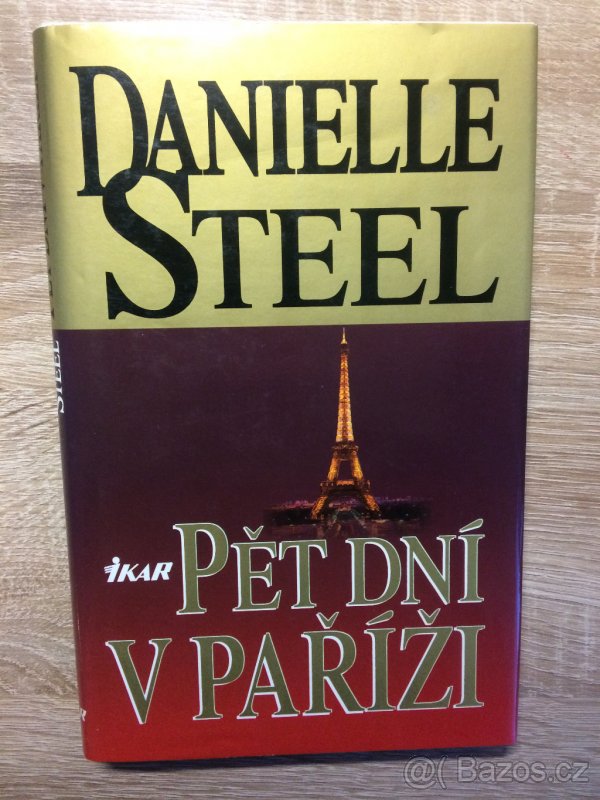 DANIELLE
STEEL
STEEL
IKAR
PĚT DNÍ
V PAŘÍŽI
@( Bazos.cz